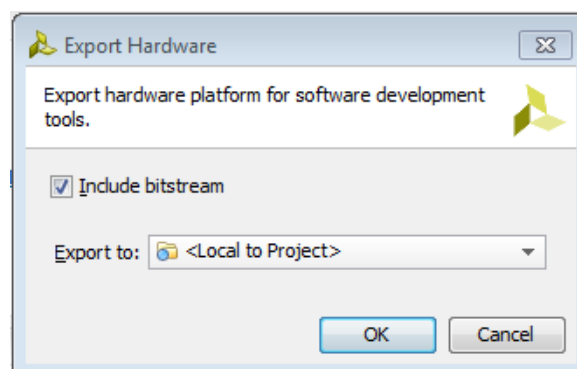 Export Hardware
Export hardware platform for software development
tools.
Include bitstream
Export to: <Local to Project>
OK Cancel